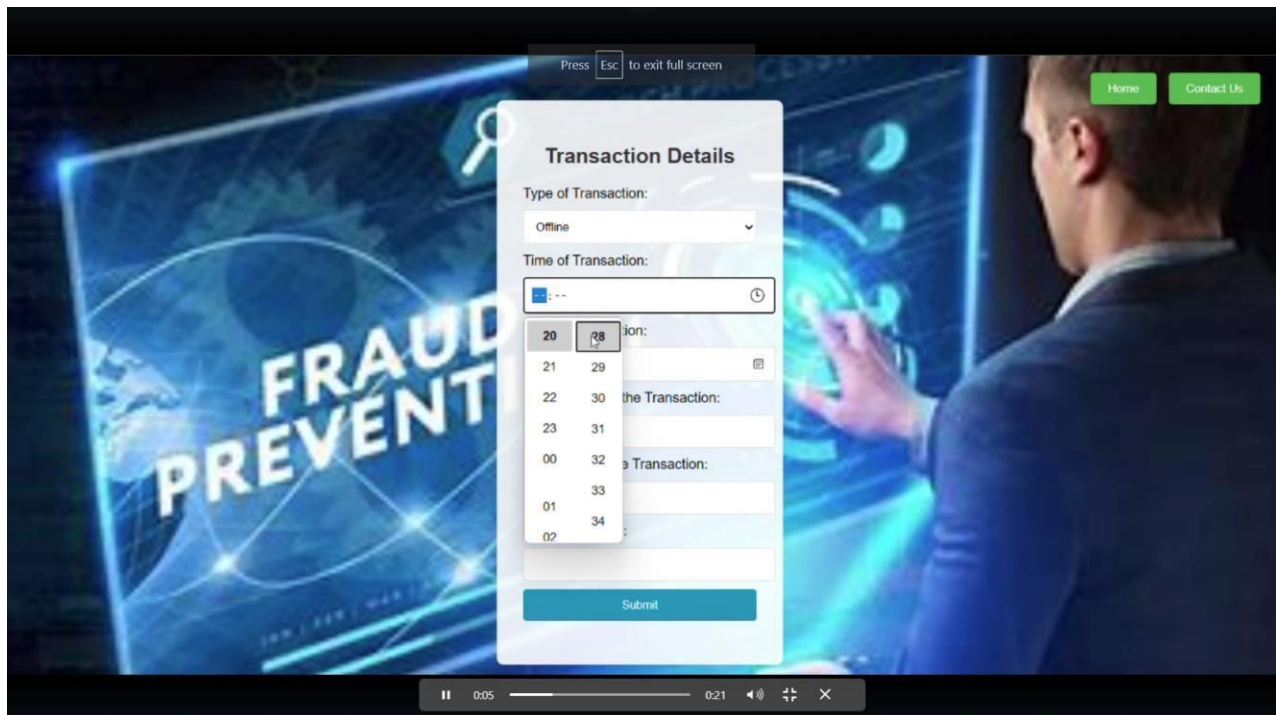 Press Esc to exit full screen
Home
Contact Us
Transaction Details
Type of Transaction:
Offline
Time of Transaction:
--:--
20 28
21 29
22 30
23 31
00 32
01 33
02 34
ion:
the Transaction:
e Transaction:
:
Submit
FRAUD
PREVENTI
0:05
0:21